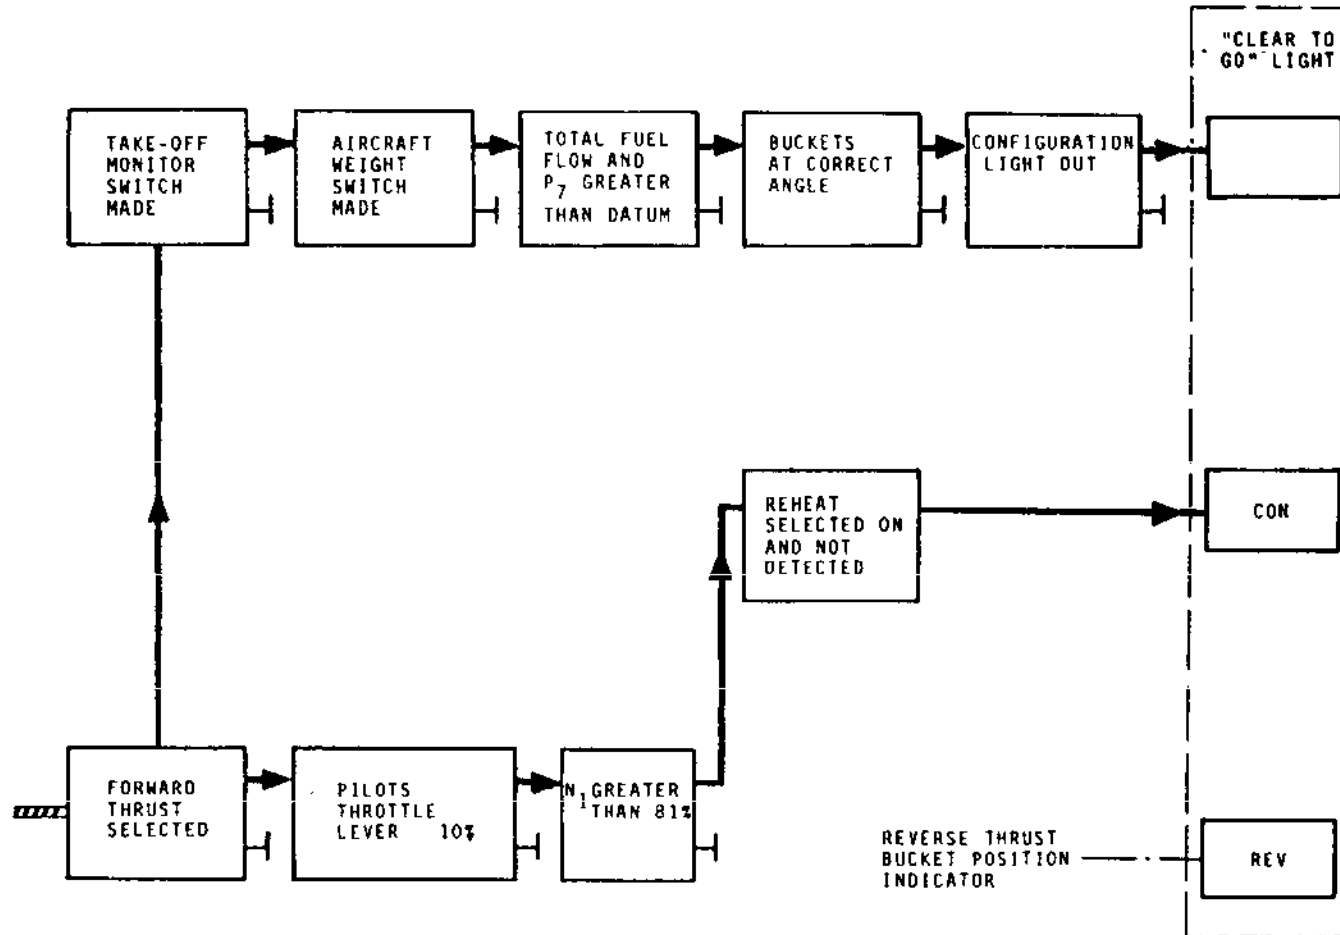 "CLEAR TO
GO" LIGHT
TAKE-OFF
MONITOR
SWITCH
MADE
AIRCRAFT
WEIGHT
SWITCH
MADE
TOTAL FUEL
FLOW AND
P7 GREATER
THAN DATUM
BUCKETS
AT CORRECT
ANGLE
CONFIGURATION
LIGHT OUT
REHEAT
SELECTED ON
AND NOT
DETECTED
CON
FORWARD
THRUST
SELECTED
PILOTS
THROTTLE
LEVER 10%
N1 GREATER
THAN 81%
REVERSE THRUST
BUCKET POSITION
INDICATOR
REV